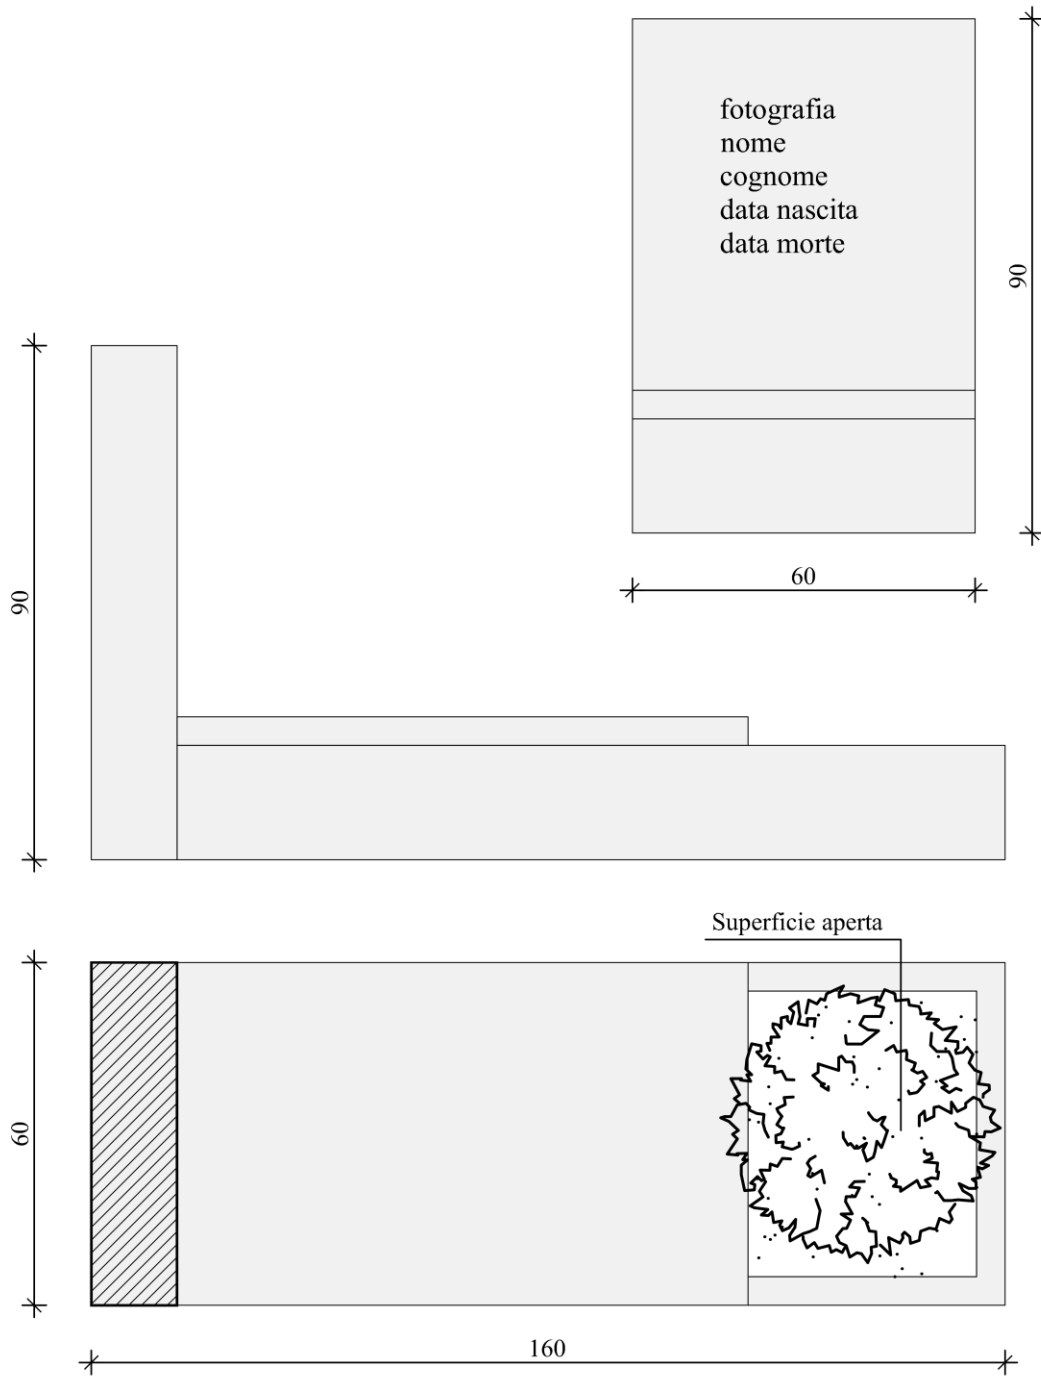 fotografia
nome
cognome
data nascita
data morte
90
60
90
Superficie aperta
60
160